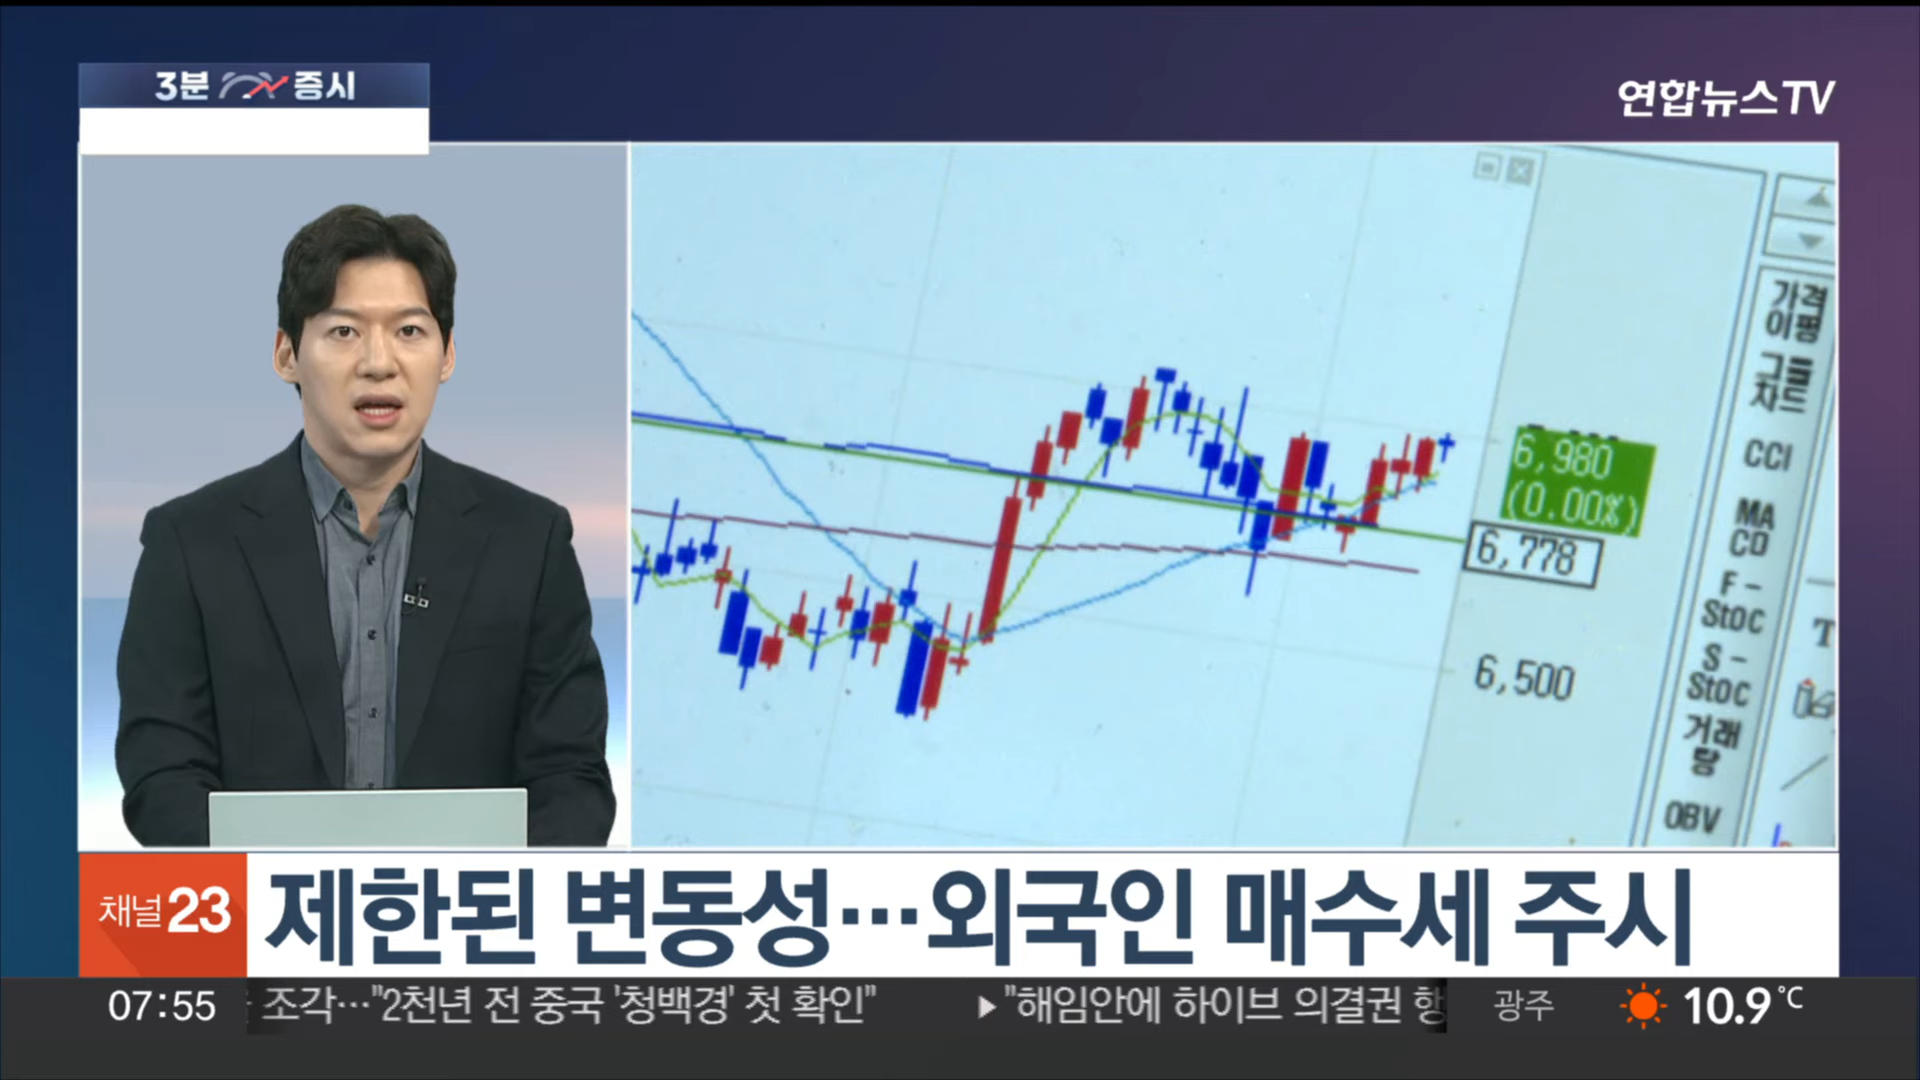 3분 증시
연합뉴스TV
가격
이평
그물
차트
CCI
MA
CD
F -
Stoc
S -
Stoc
거래
량
OBV
T
6,980
(0.00%)
6,778
6,500
채널 23
제한된 변동성…외국인 매수세 주시
07:55
조각…"2천년 전 중국 '청백경' 첫 확인"
▶"해임안에 하이브 의결권
광주
10.9℃